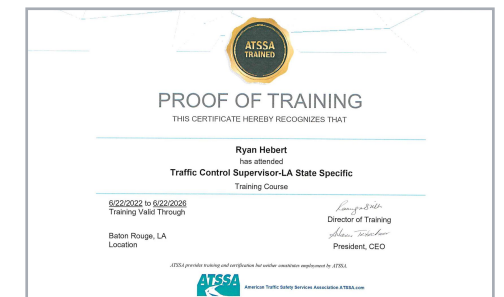 ATSSA
TRAINED
PROOF OF TRAINING
THIS CERTIFICATE HEREBY RECOGNIZES THAT
Ryan Hebert
has attended
Traffic Control Supervisor-LA State Specific
Training Course
6/22/2022 to 6/22/2026
Training Valid Through
Director of Training
Baton Rouge, LA
Location
President, CEO
ATSSA provides training and certification but neither constitutes employment by ATSSA.
ATSSA
American Traffic Safety Services Association ATSSA.com